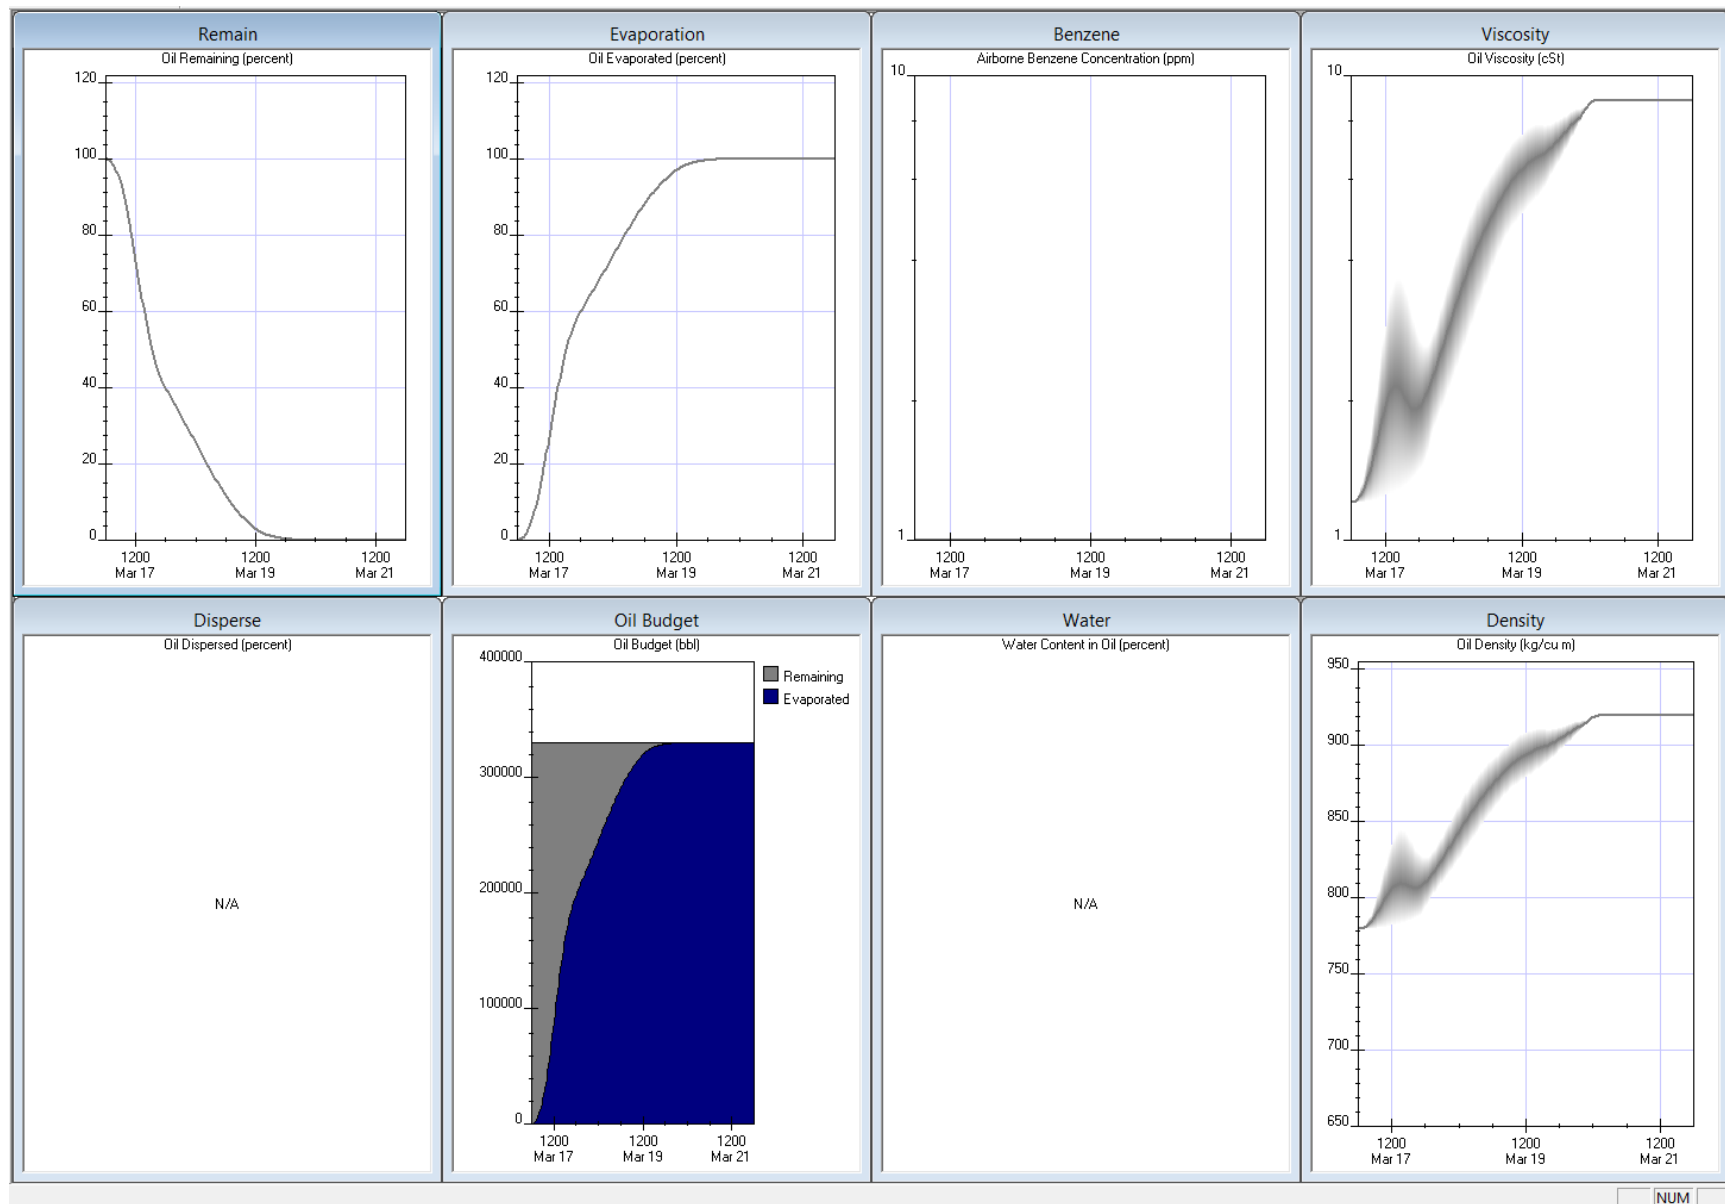 Remain
Oil Remaining (percent)
120
100
80
60
40
20
0
1200 1200 1200
Mar 17 Mar 19 Mar 21
Evaporation
Oil Evaporated (percent)
120
100
80
60
40
20
0
1200 1200 1200
Mar 17 Mar 19 Mar 21
Benzene
Airborne Benzene Concentration (ppm)
10
1
1200 1200 1200
Mar 17 Mar 19 Mar 21
Viscosity
Oil Viscosity (cSt)
10
1
1200 1200 1200
Mar 17 Mar 19 Mar 21
Disperse
Oil Dispersed (percent)
N/A
Oil Budget
Oil Budget (bbl)
400000
300000
200000
100000
0
Remaining
Evaporated
1200 1200 1200
Mar 17 Mar 19 Mar 21
Water
Water Content in Oil (percent)
N/A
Density
Oil Density (kg/cu m)
950
900
850
800
750
700
650
1200 1200 1200
Mar 17 Mar 19 Mar 21
NUM